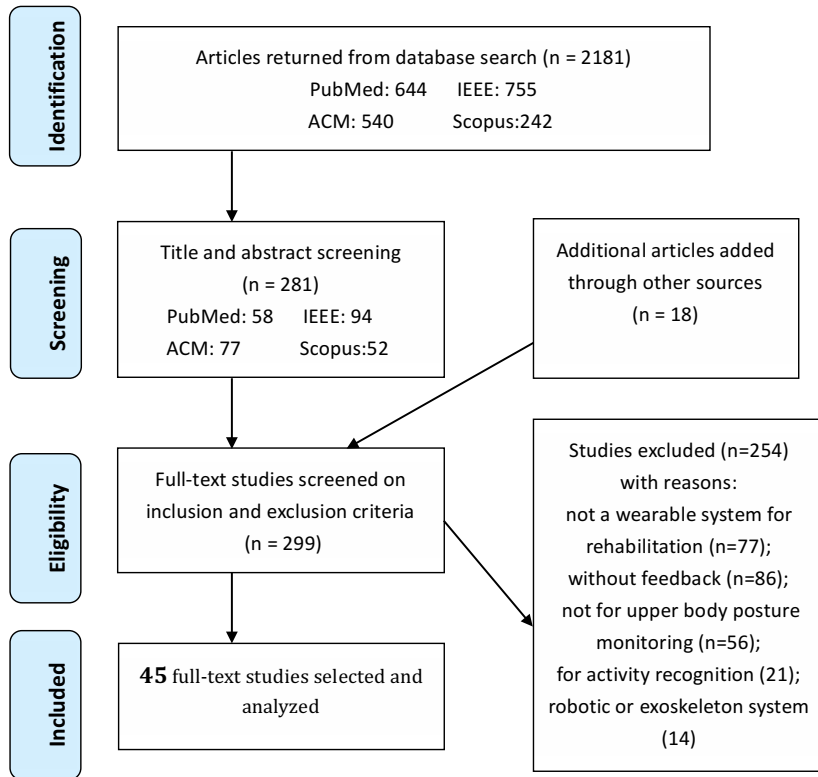 Identification
Articles returned from database search (n = 2181)
PubMed: 644 IEEE: 755
ACM: 540 Scopus:242
Screening
Title and abstract screening
(n = 281)
PubMed: 58 IEEE: 94
ACM: 77 Scopus:52
Additional articles added
through other sources
(n = 18)
Eligibility
Full-text studies screened on
inclusion and exclusion criteria
(n = 299)
Studies excluded (n=254)
with reasons:
not a wearable system for
rehabilitation (n=77);
without feedback (n=86);
not for upper body posture
monitoring (n=56);
for activity recognition (21);
robotic or exoskeleton system
(14)
Included
45 full-text studies selected and
analyzed